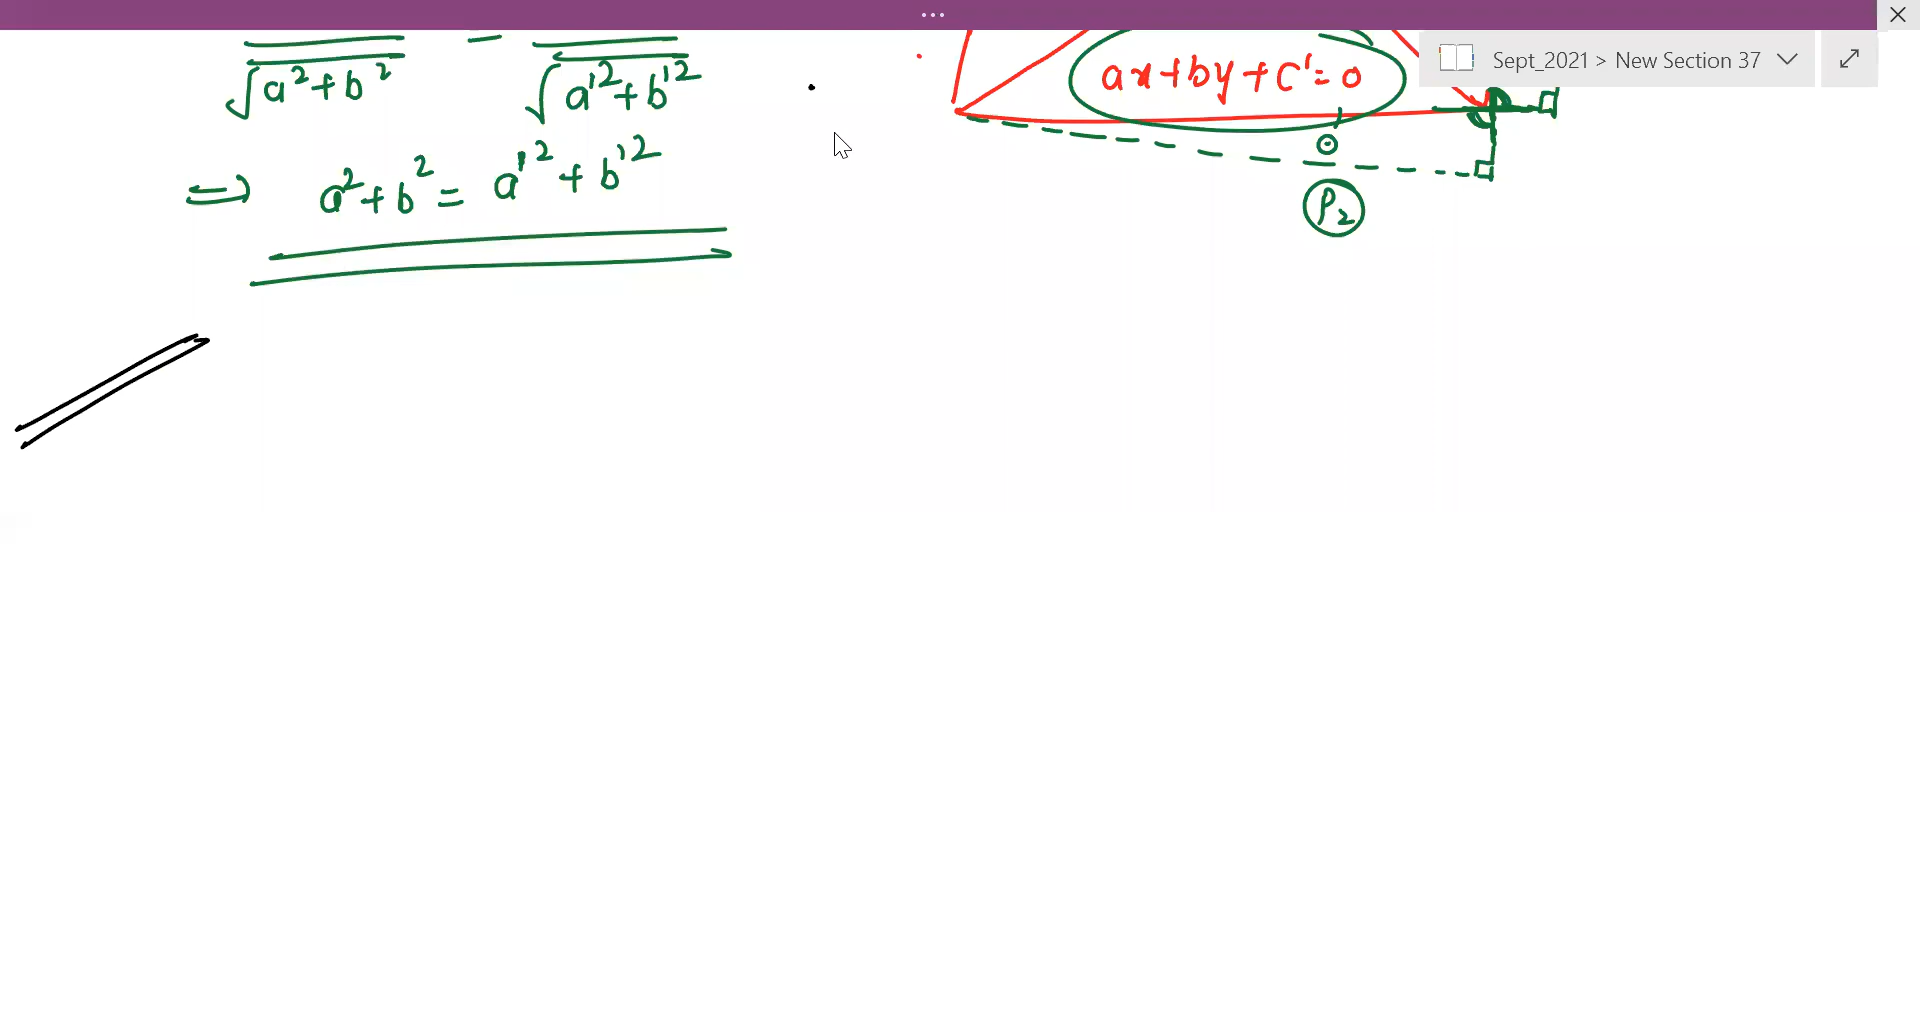 Sept_2021 > New Section 37
√a²+b² = √a'²+b'²
ax+by+c'=0
⇒ a²+b² = a'²+b'²
P₂